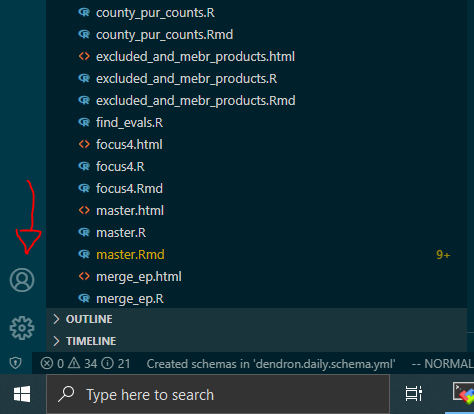 county_pur_counts.R
county_pur_counts.Rmd
excluded_and_mebr_products.html
excluded_and_mebr_products.R
excluded_and_mebr_products.Rmd
find_evals.R
focus4.html
focus4.R
focus4.Rmd
master.html
master.R
master.Rmd 9+
merge_ep.html
merge_ep.R
OUTLINE
TIMELINE
0 34 21 Created schemas in 'dendron.daily.schema.yml' -- NORMAL
Type here to search